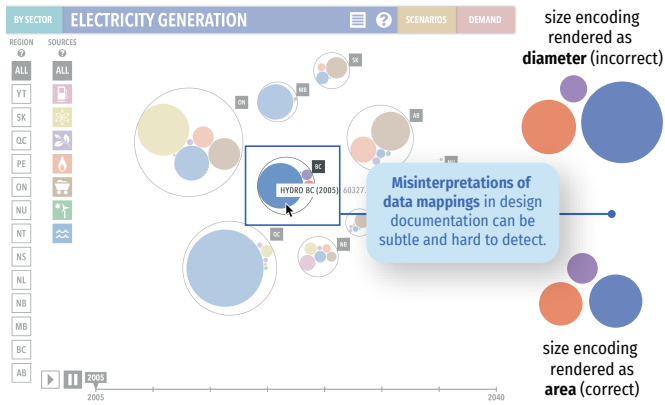 BY SECTOR
ELECTRICITY GENERATION
?
SCENARIOS
DEMAND
REGION
SOURCES
?
?
ALL
ALL
YT
SK
QC
PE
ON
NU
NT
NS
NL
NB
MB
BC
AB
SK
MB
ON
AB
BC
HYDRO BC (2005): 60327.
QC
NB
2005
2005
2040
Misinterpretations of
data mappings in design
documentation can be
subtle and hard to detect.
size encoding
rendered as
diameter (incorrect)
size encoding
rendered as
area (correct)